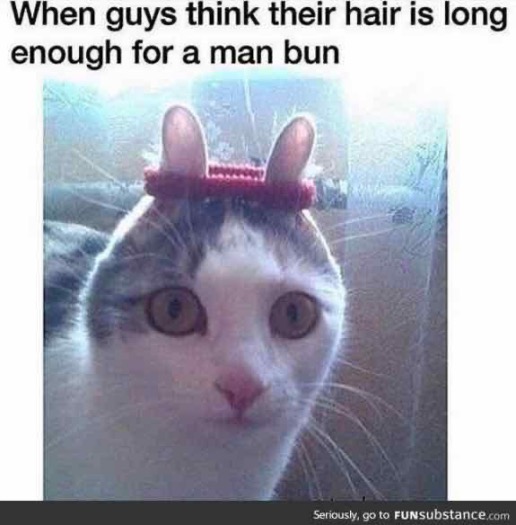 When guys think their hair is long
enough for a man bun
Seriously, go to FUNSUBSTANCE.COM